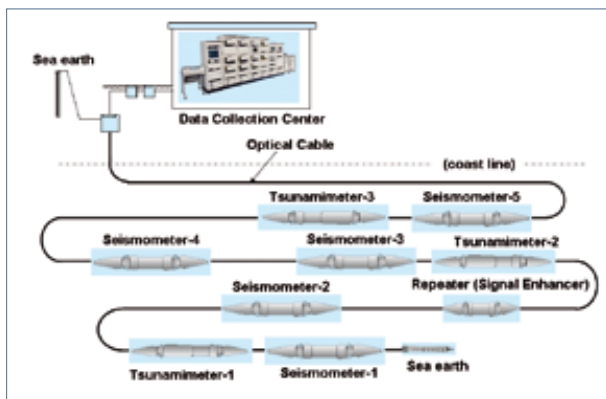 Sea earth
Data Collection Center
Optical Cable
(coast line)
Tsunamimeter-3
Seismometer-5
Seismometer-4
Seismometer-3
Tsunamimeter-2
Seismometer-2
Repeater (Signal Enhancer)
Tsunamimeter-1
Seismometer-1
Sea earth